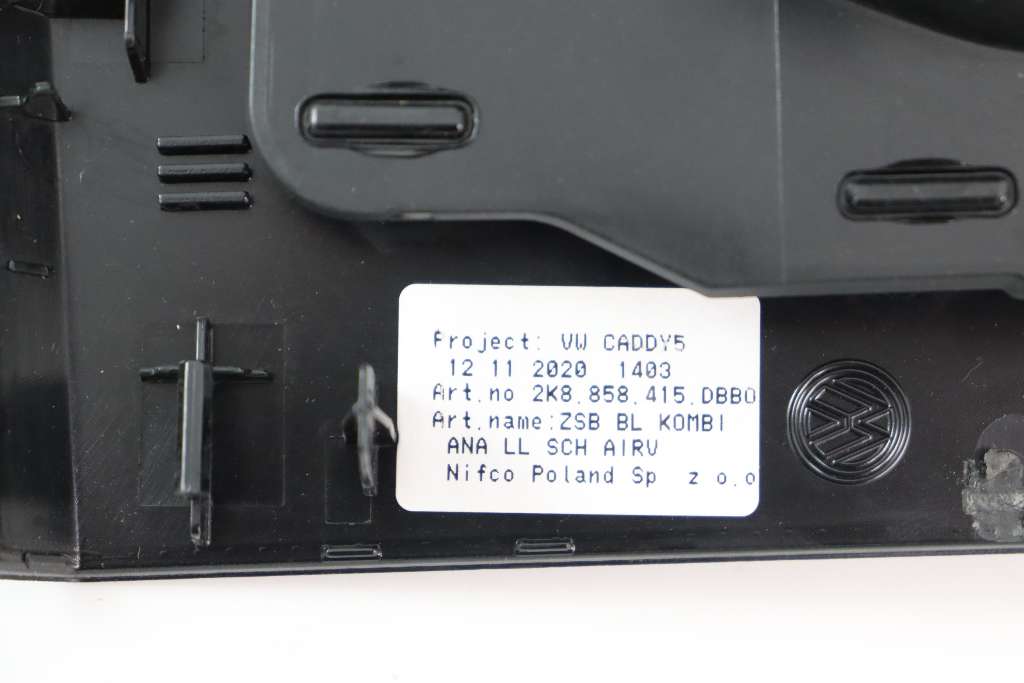 Project: VW CADDY5
12 11 2020 1403
Art.no 2K8.858.415.DBB0
Art.name:ZSB BL KOMBI
ANA LL SCH AIRV
Nifco Poland Sp z o.o